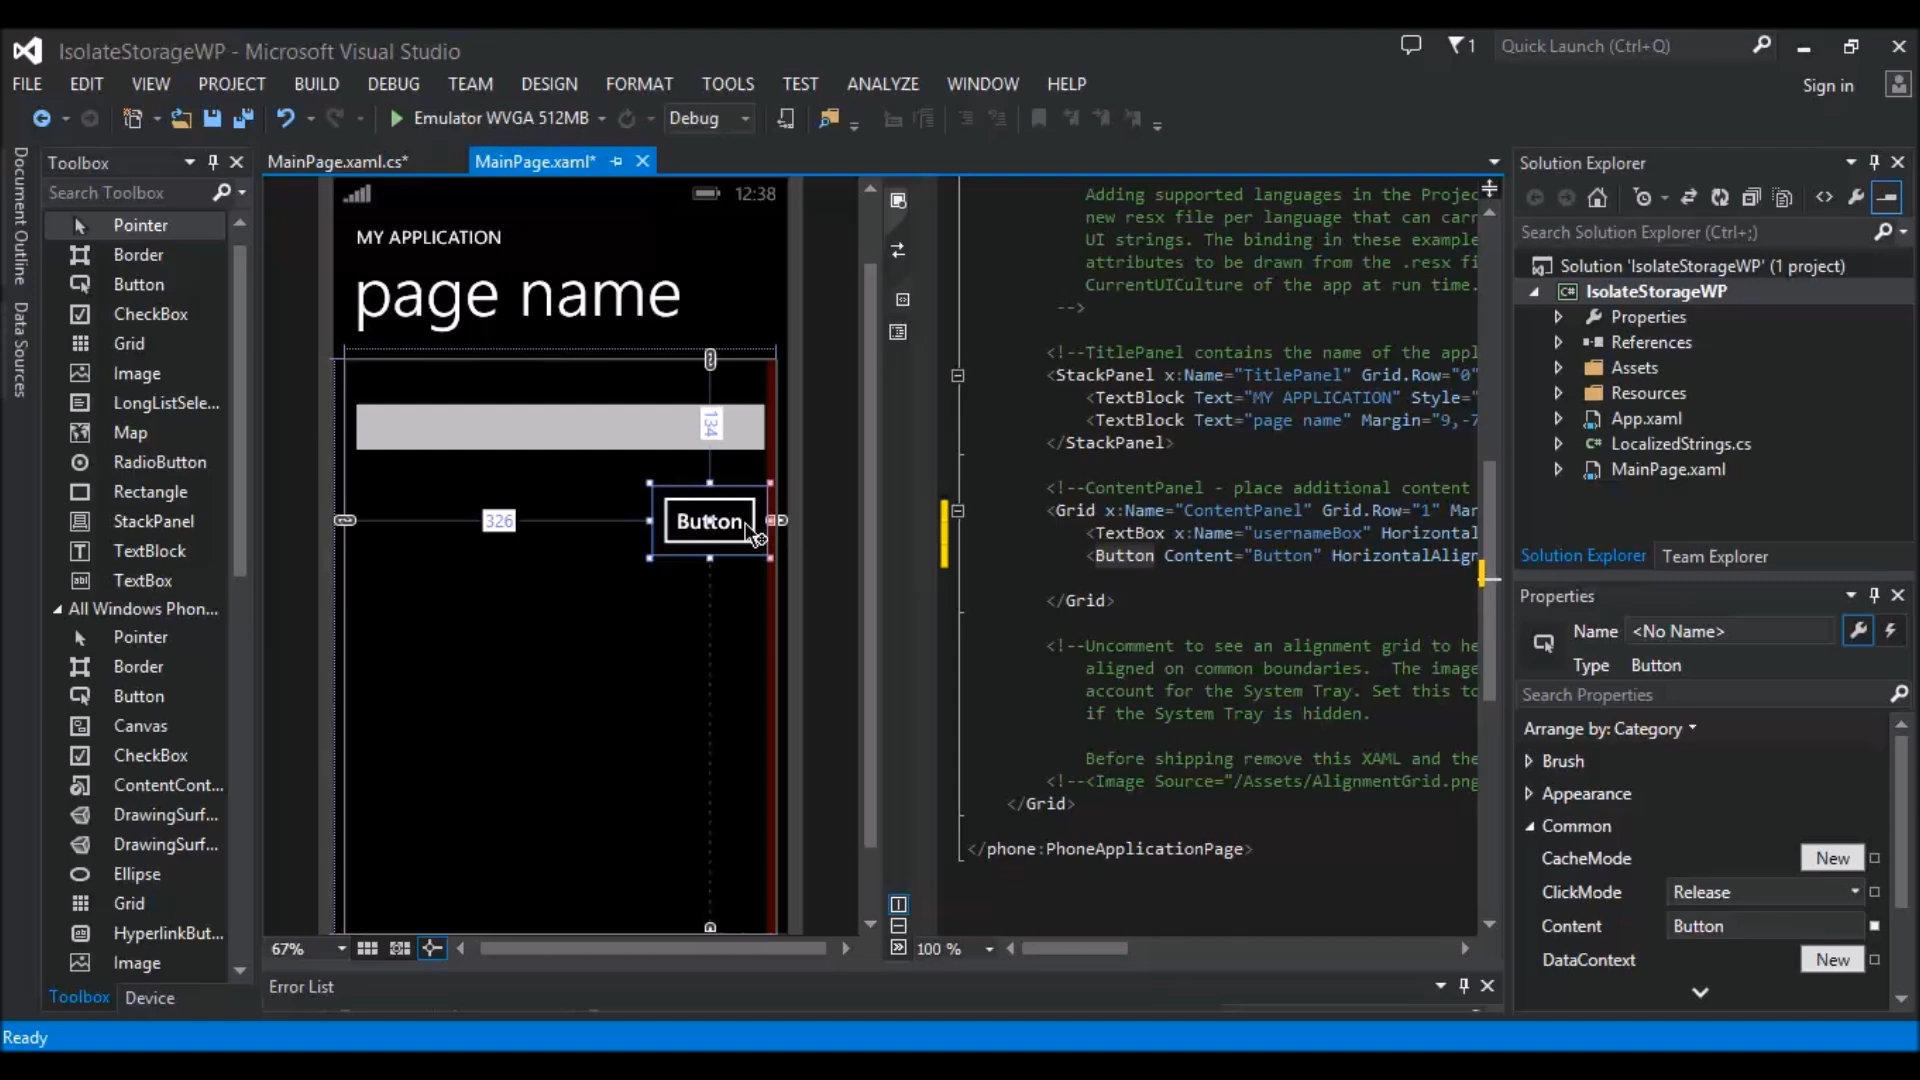 IsolateStorageWP - Microsoft Visual Studio
1
Quick Launch (Ctrl+Q)
FILE EDIT VIEW PROJECT BUILD DEBUG TEAM DESIGN FORMAT TOOLS TEST ANALYZE WINDOW HELP
Sign in
Emulator WVGA 512MB
Debug
Document Outline
Data Sources
Toolbox
Search Toolbox
Pointer
Border
Button
CheckBox
Grid
Image
LongListSele...
Map
RadioButton
Rectangle
StackPanel
TextBlock
TextBox
All Windows Phon...
Pointer
Border
Button
Canvas
CheckBox
ContentCont...
DrawingSurf...
DrawingSurf...
Ellipse
Grid
HyperlinkBut...
Image
Toolbox
Device
MainPage.xaml.cs*
MainPage.xaml*
12:38
MY APPLICATION
page name
134
326
Button
67%
Adding supported languages in the Projec
new resx file per language that can carr
UI strings. The binding in these example
attributes to be drawn from the .resx fi
CurrentUICulture of the app at run time.
-->
<!--TitlePanel contains the name of the appl
<StackPanel x:Name="TitlePanel" Grid.Row="0"
<TextBlock Text="MY APPLICATION" Style="
<TextBlock Text="page name" Margin="9,-7
</StackPanel>
<!--ContentPanel - place additional content
<Grid x:Name="ContentPanel" Grid.Row="1" Mar
<TextBox x:Name="usernameBox" Horizontal
<Button Content="Button" HorizontalAlign
</Grid>
<!--Uncomment to see an alignment grid to he
aligned on common boundaries.  The image
account for the System Tray. Set this to
if the System Tray is hidden.
Before shipping remove this XAML and the
<!--<Image Source="/Assets/AlignmentGrid.png
</Grid>
</phone:PhoneApplicationPage>
100 %
Error List
Solution Explorer
Search Solution Explorer (Ctrl+;)
Solution 'IsolateStorageWP' (1 project)
IsolateStorageWP
Properties
References
Assets
Resources
App.xaml
LocalizedStrings.cs
MainPage.xaml
Solution Explorer
Team Explorer
Properties
Name <No Name>
Type Button
Search Properties
Arrange by: Category
Brush
Appearance
Common
CacheMode New
ClickMode Release
Content Button
DataContext New
Ready